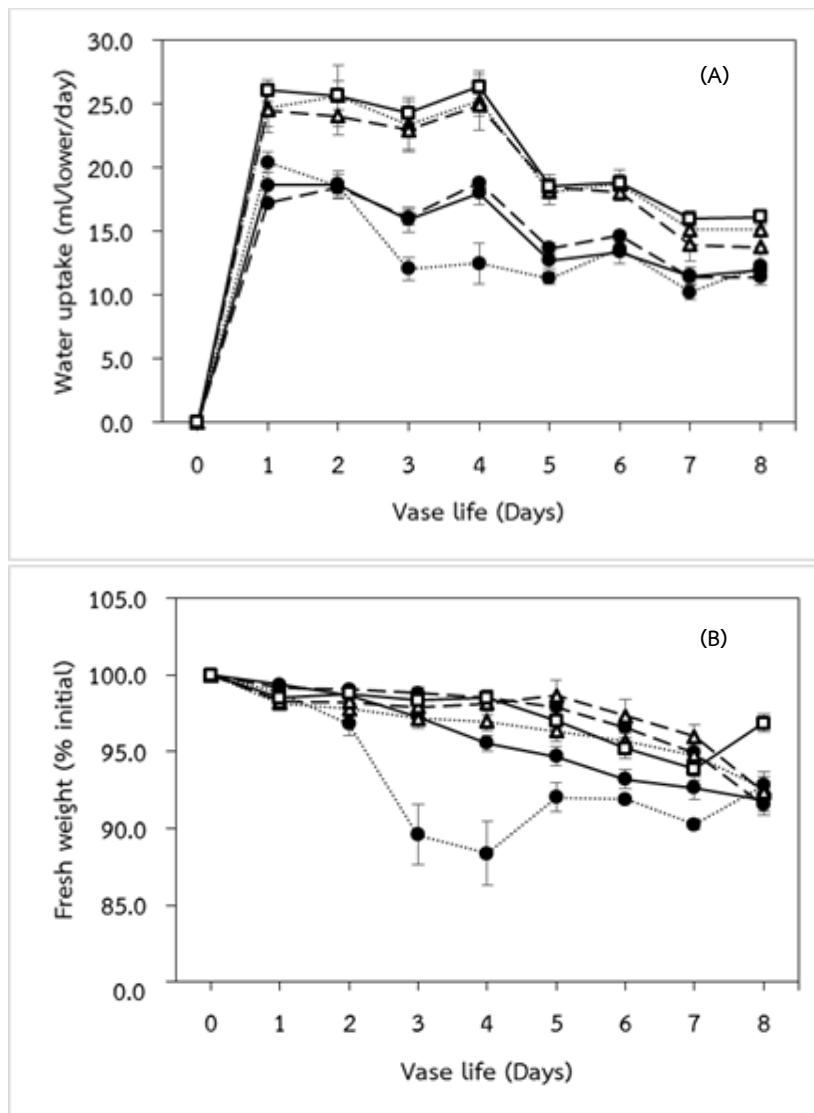 30.0
(A)
25.0
20.0
15.0
10.0
5.0
0.0
Water uptake (ml/lower/day)
0 1 2 3 4 5 6 7 8
Vase life (Days)
105.0
(B)
100.0
95.0
90.0
85.0
0.0
Fresh weight (% initial)
0 1 2 3 4 5 6 7 8
Vase life (Days)